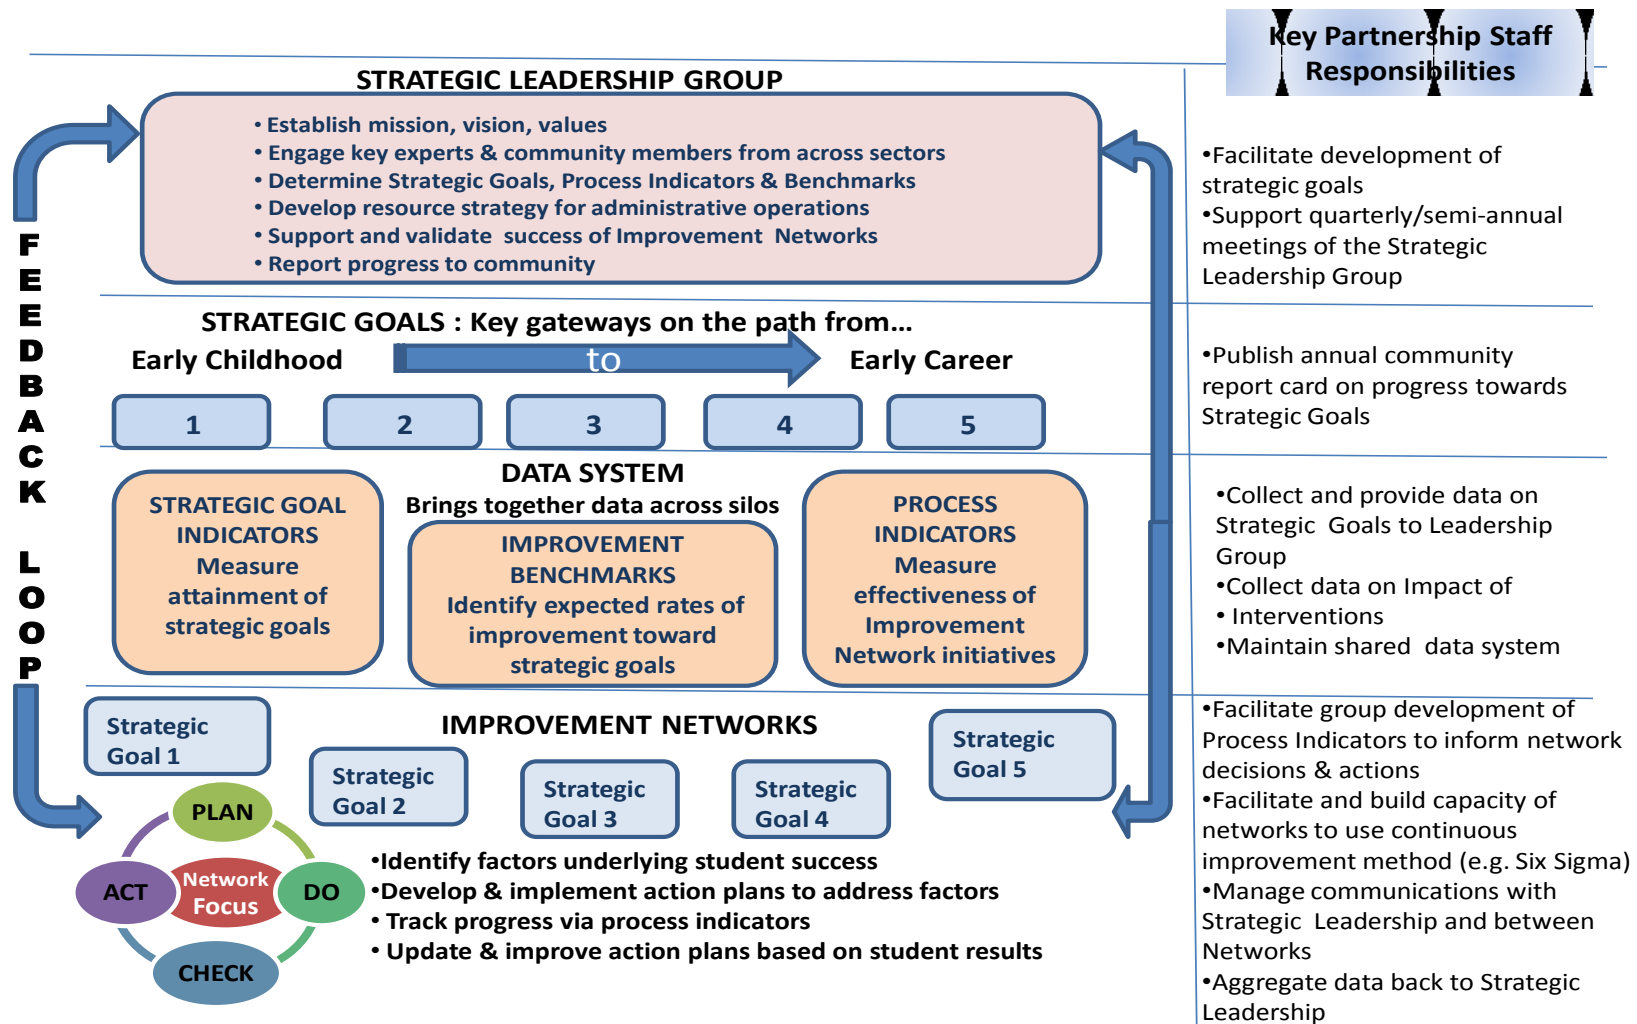 Key Partnership Staff
Responsibilities
STRATEGIC LEADERSHIP GROUP
• Establish mission, vision, values
• Engage key experts & community members from across sectors
• Determine Strategic Goals, Process Indicators & Benchmarks
• Develop resource strategy for administrative operations
• Support and validate success of Improvement Networks
• Report progress to community
•Facilitate development of
strategic goals
•Support quarterly/semi-annual
meetings of the Strategic
Leadership Group
FEEDBACK LOOP
STRATEGIC GOALS : Key gateways on the path from...
Early Childhood
to
Early Career
1
2
3
4
5
•Publish annual community
report card on progress towards
Strategic Goals
DATA SYSTEM
Brings together data across silos
STRATEGIC GOAL
INDICATORS
Measure
attainment of
strategic goals
IMPROVEMENT
BENCHMARKS
Identify expected rates of
improvement toward
strategic goals
PROCESS
INDICATORS
Measure
effectiveness of
Improvement
Network initiatives
•Collect and provide data on
Strategic Goals to Leadership
Group
•Collect data on Impact of
• Interventions
•Maintain shared data system
IMPROVEMENT NETWORKS
Strategic
Goal 1
Strategic
Goal 2
Strategic
Goal 3
Strategic
Goal 4
Strategic
Goal 5
PLAN
DO
CHECK
ACT
Network
Focus
•Identify factors underlying student success
•Develop & implement action plans to address factors
• Track progress via process indicators
• Update & improve action plans based on student results
•Facilitate group development of
Process Indicators to inform network
decisions & actions
•Facilitate and build capacity of
networks to use continuous
improvement method (e.g. Six Sigma)
•Manage communications with
Strategic Leadership and between
Networks
•Aggregate data back to Strategic
Leadership